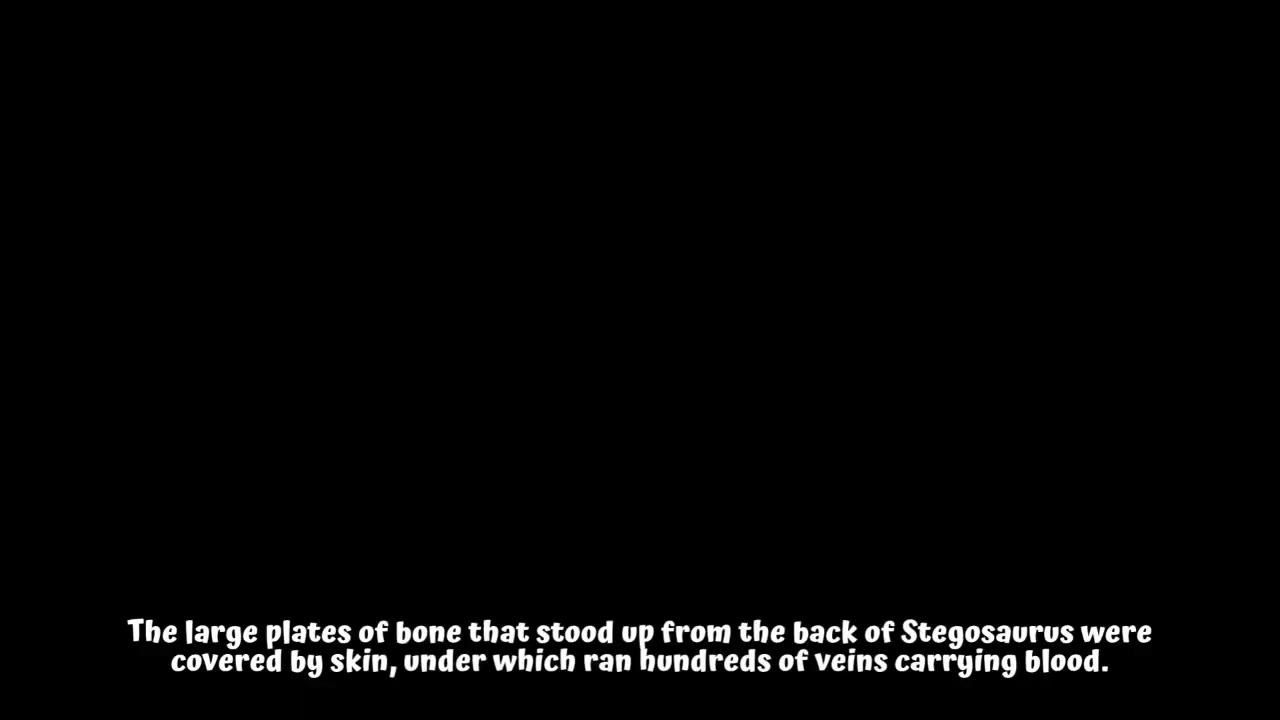 The large plates of bone that stood up from the back of Stegosaurus were
covered by skin, under which ran hundreds of veins carrying blood.